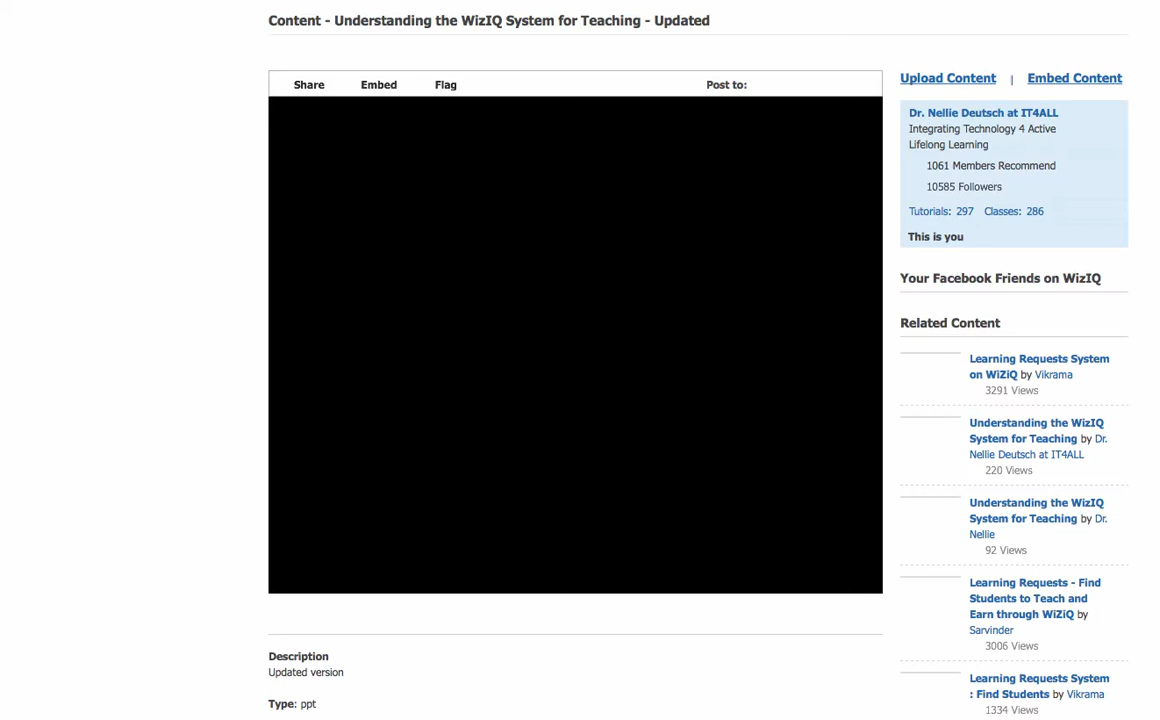 Content - Understanding the WizIQ System for Teaching - Updated
Share Embed Flag Post to:
Upload Content | Embed Content
Dr. Nellie Deutsch at IT4ALL
Integrating Technology 4 Active
Lifelong Learning
1061 Members Recommend
10585 Followers
Tutorials: 297 Classes: 286
This is you
Your Facebook Friends on WizIQ
Related Content
Learning Requests System
on WiZiQ by Vikrama
3291 Views
Understanding the WizIQ
System for Teaching by Dr.
Nellie Deutsch at IT4ALL
220 Views
Understanding the WizIQ
System for Teaching by Dr.
Nellie
92 Views
Learning Requests - Find
Students to Teach and
Earn through WiZiQ by
Sarvinder
3006 Views
Learning Requests System
: Find Students by Vikrama
1334 Views
Description
Updated version
Type: ppt